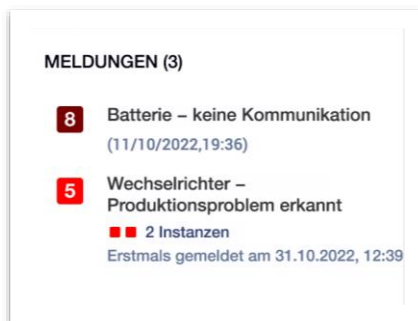 MELDUNGEN (3)
8 Batterie – keine Kommunikation
(11/10/2022,19:36)
5 Wechselrichter –
Produktionsproblem erkannt
2 Instanzen
Erstmals gemeldet am 31.10.2022, 12:39